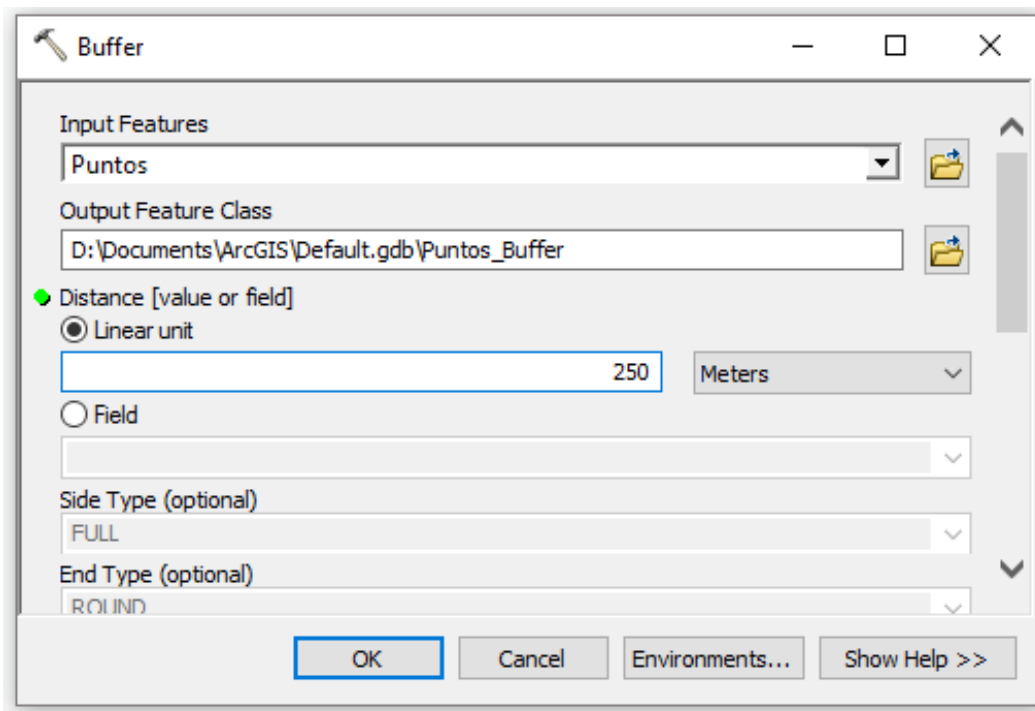 Buffer
Input Features
Puntos
Output Feature Class
D:\Documents\ArcGIS\Default.gdb\Puntos_Buffer
Distance [value or field]
Linear unit
250 Meters
Field
Side Type (optional)
FULL
End Type (optional)
ROUND
OK Cancel Environments... Show Help >>